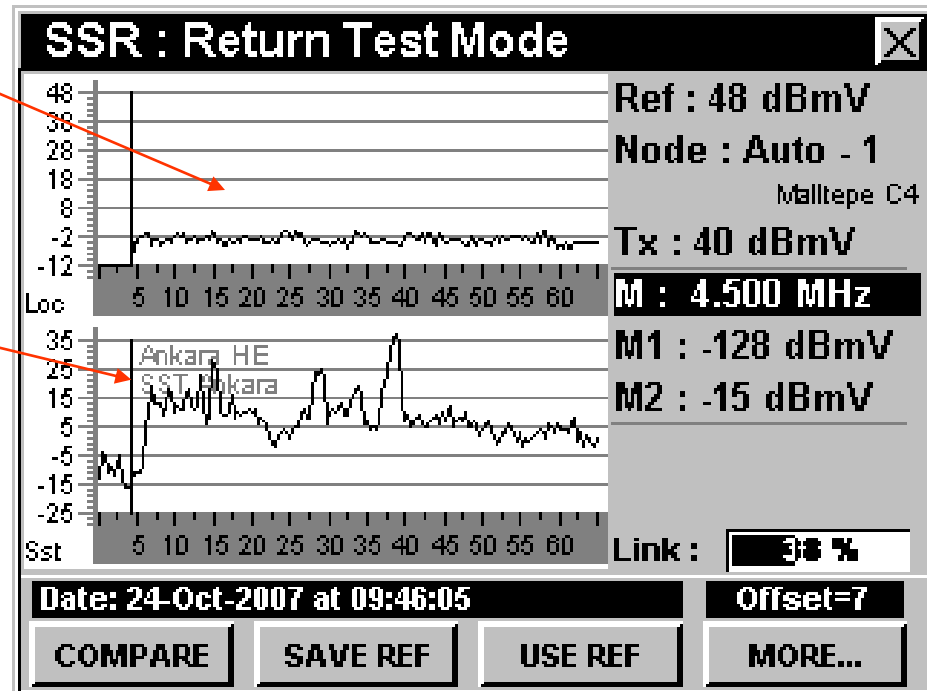 SSR : Return Test Mode
48
38
28
18
8
-2
-12
Loc
5 10 15 20 25 30 35 40 45 50 55 60
35
25
15
5
-5
-15
-25
Ankara HE
SST Ankara
Sst
5 10 15 20 25 30 35 40 45 50 55 60
Ref : 48 dBmV
Node : Auto - 1
Malltepe C4
Tx : 40 dBmV
M : 4.500 MHz
M1 : -128 dBmV
M2 : -15 dBmV
Link : 38 %
Date: 24-Oct-2007 at 09:46:05
Offset=7
COMPARE
SAVE REF
USE REF
MORE...